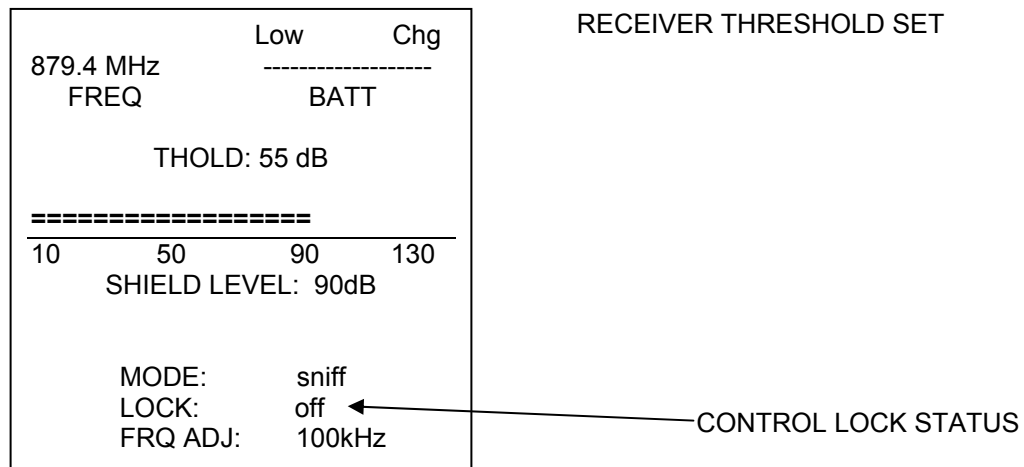 RECEIVER THRESHOLD SET
Low Chg
879.4 MHz -------------------
FREQ BATT
THOLD: 55 dB
==================
10 50 90 130
SHIELD LEVEL: 90dB
MODE: sniff
LOCK: off
CONTROL LOCK STATUS
FRQ ADJ: 100kHz